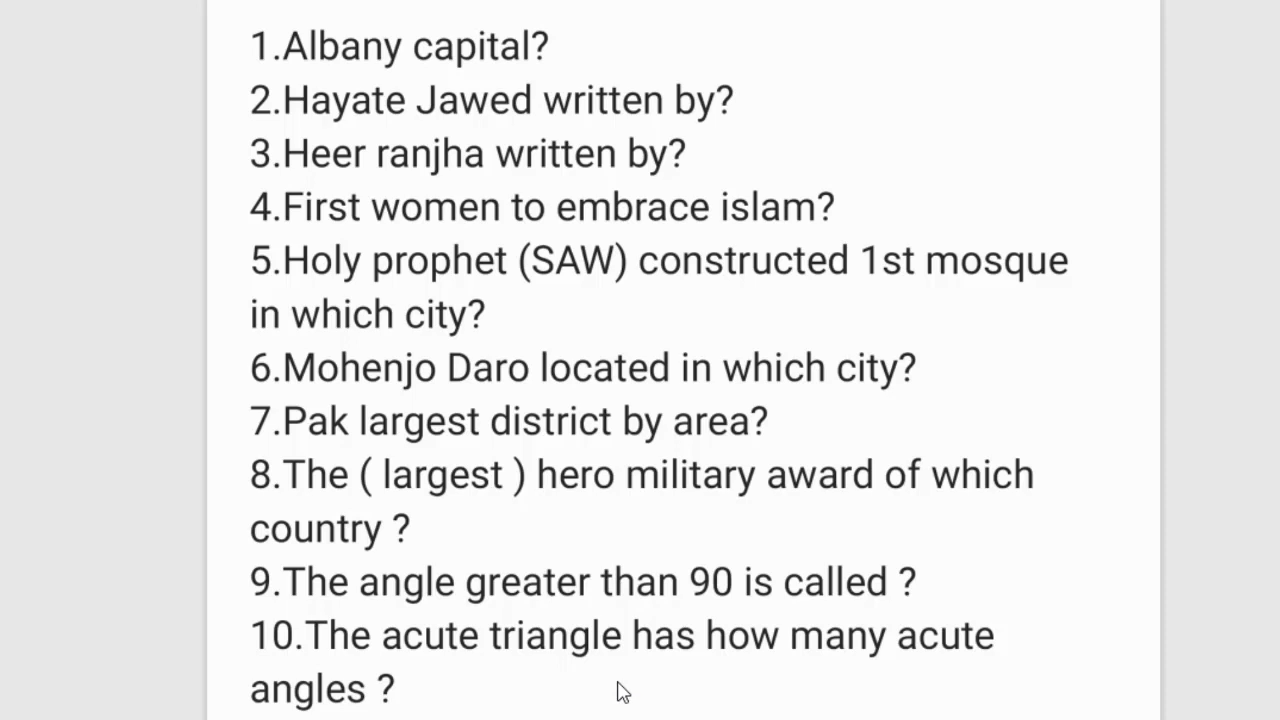 1.Albany capital?
2.Hayate Jawed written by?
3.Heer ranjha written by?
4.First women to embrace islam?
5.Holy prophet (SAW) constructed 1st mosque
in which city?
6.Mohenjo Daro located in which city?
7.Pak largest district by area?
8.The ( largest ) hero military award of which
country ?
9.The angle greater than 90 is called ?
10.The acute triangle has how many acute
angles ?